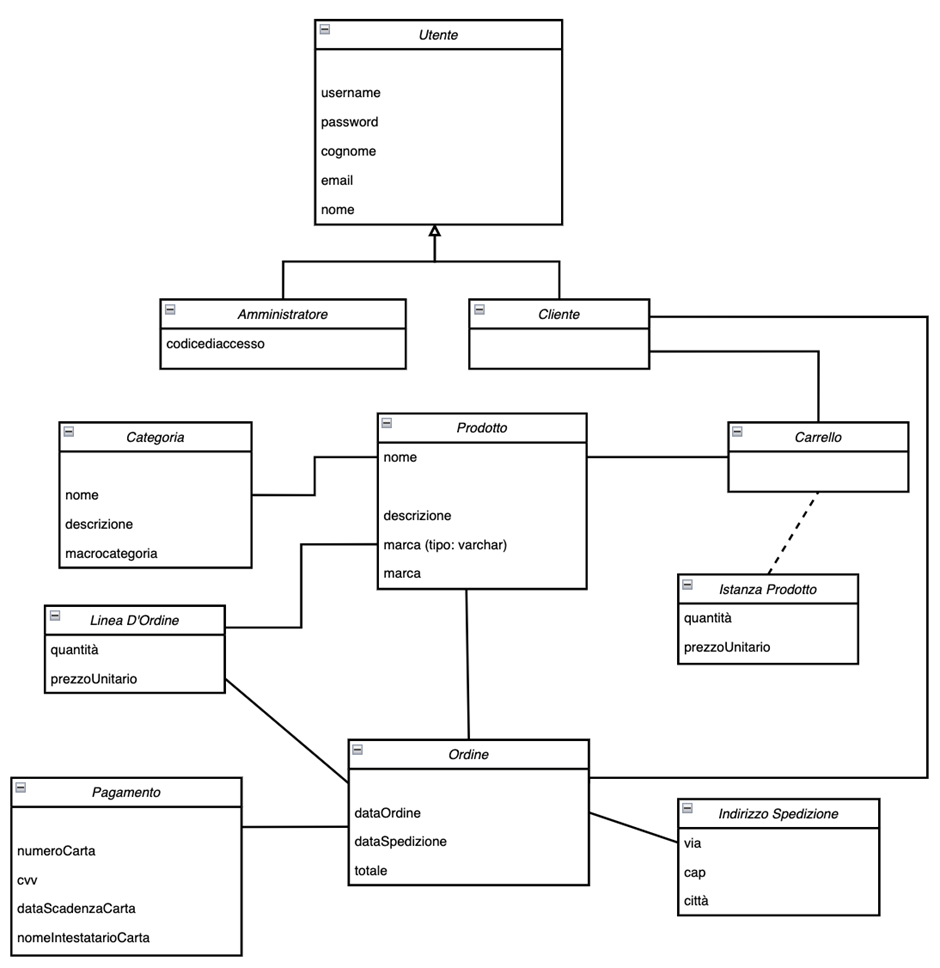 Utente
username
password
cognome
email
nome
Amministratore
codicediaccesso
Cliente
Categoria
nome
descrizione
macrocategoria
Prodotto
nome
descrizione
marca (tipo: varchar)
marca
Carrello
Istanza Prodotto
quantità
prezzoUnitario
Linea D'Ordine
quantità
prezzoUnitario
Ordine
dataOrdine
dataSpedizione
totale
Pagamento
numeroCarta
cvv
dataScadenzaCarta
nomeIntestatarioCarta
Indirizzo Spedizione
via
cap
città